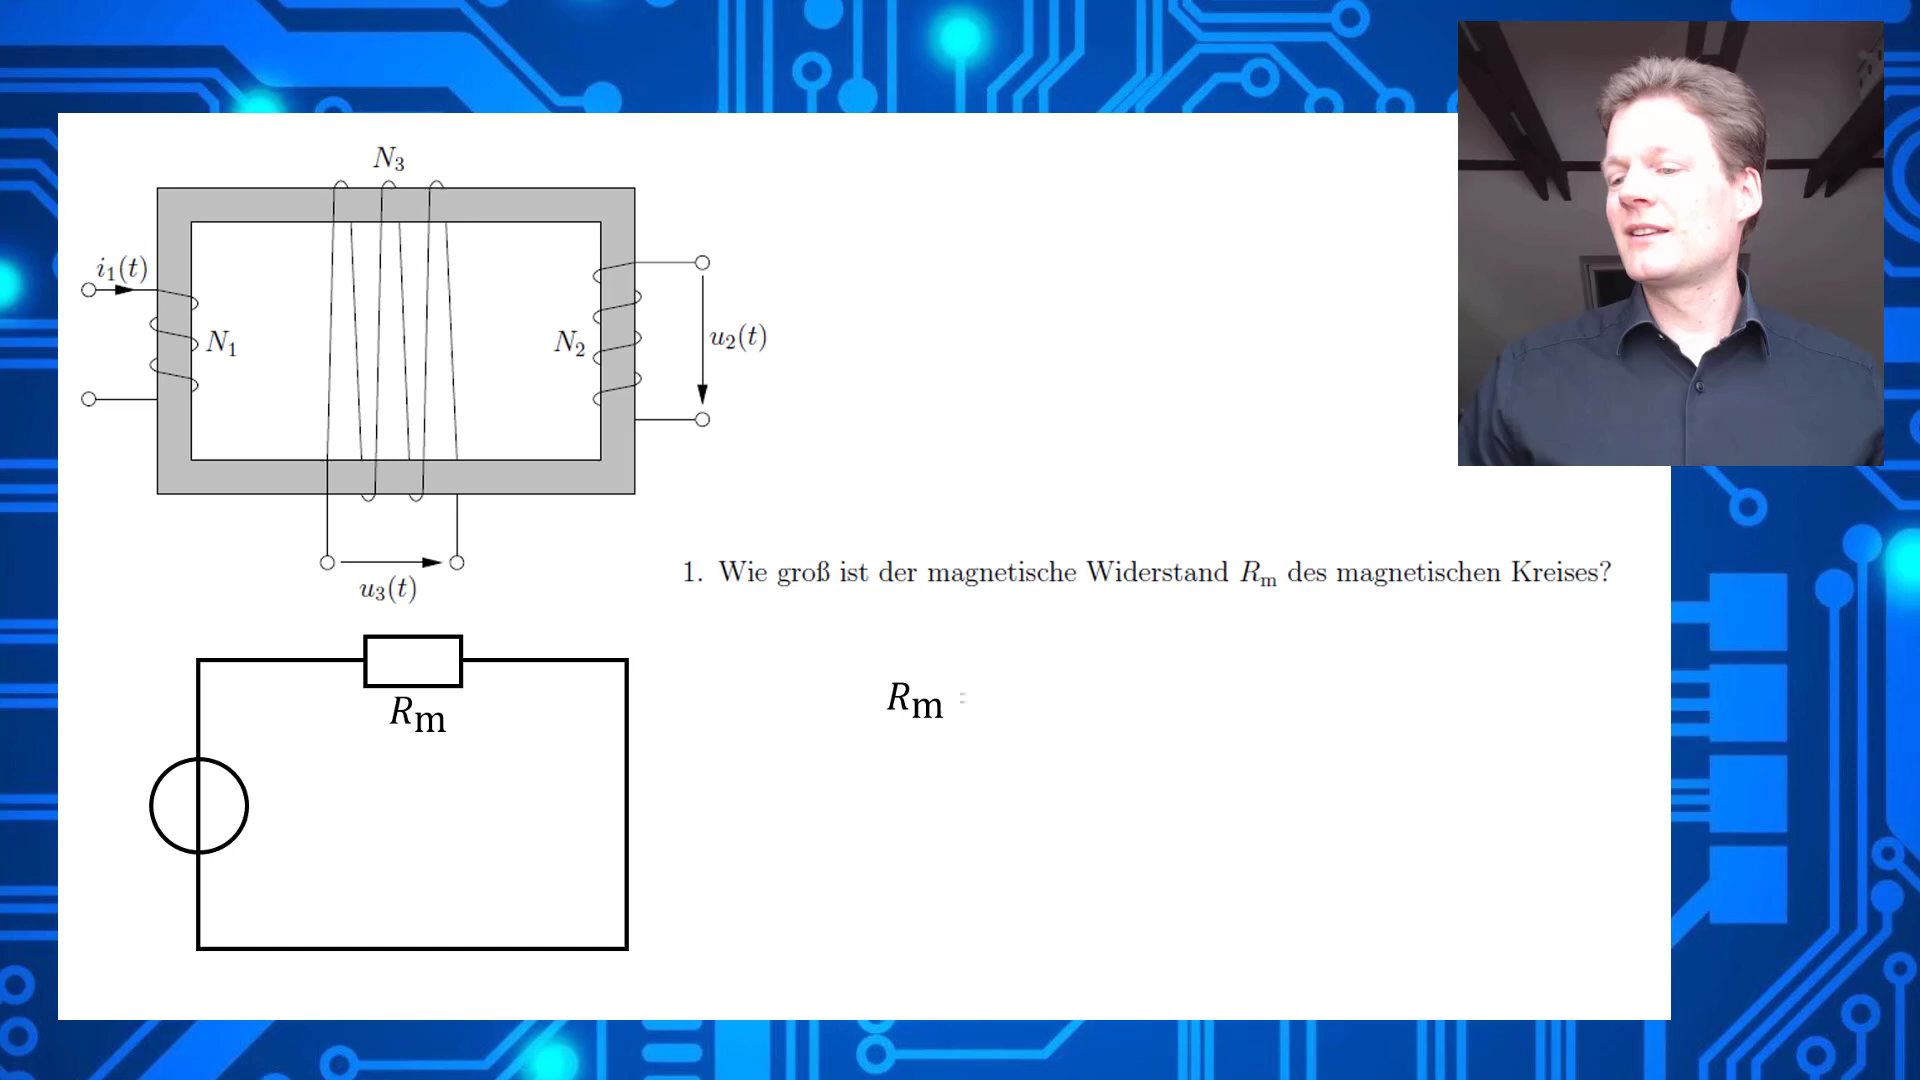 N₃
i₁(t)
N₁
N₂
u₂(t)
u₃(t)
1. Wie groß ist der magnetische Widerstand Rₘ des magnetischen Kreises?
Rₘ
Rₘ =